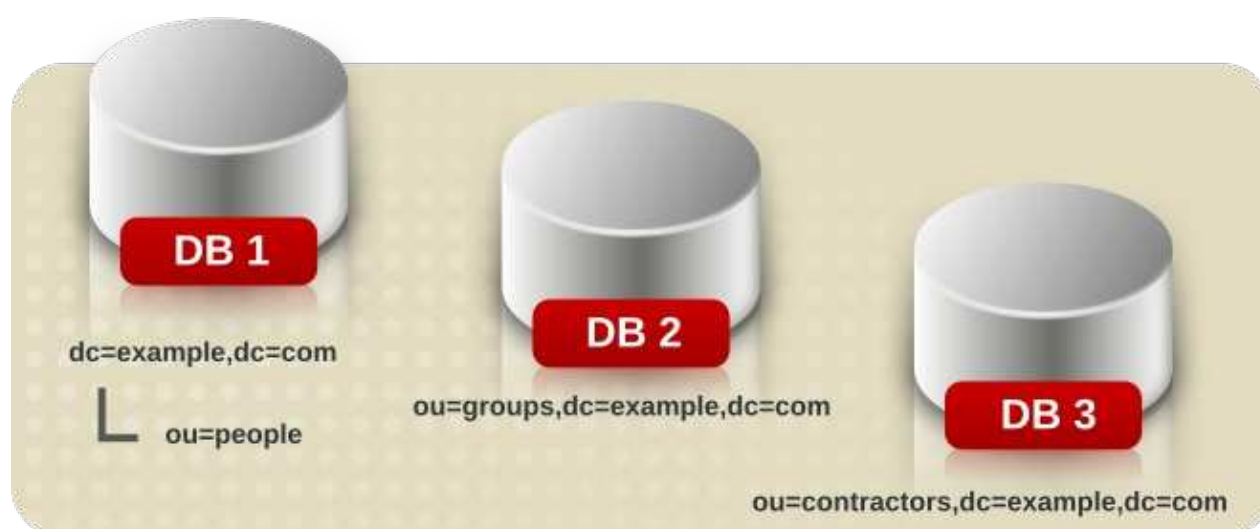 DB 1
dc=example,dc=com
ou=people
DB 2
ou=groups,dc=example,dc=com
DB 3
ou=contractors,dc=example,dc=com